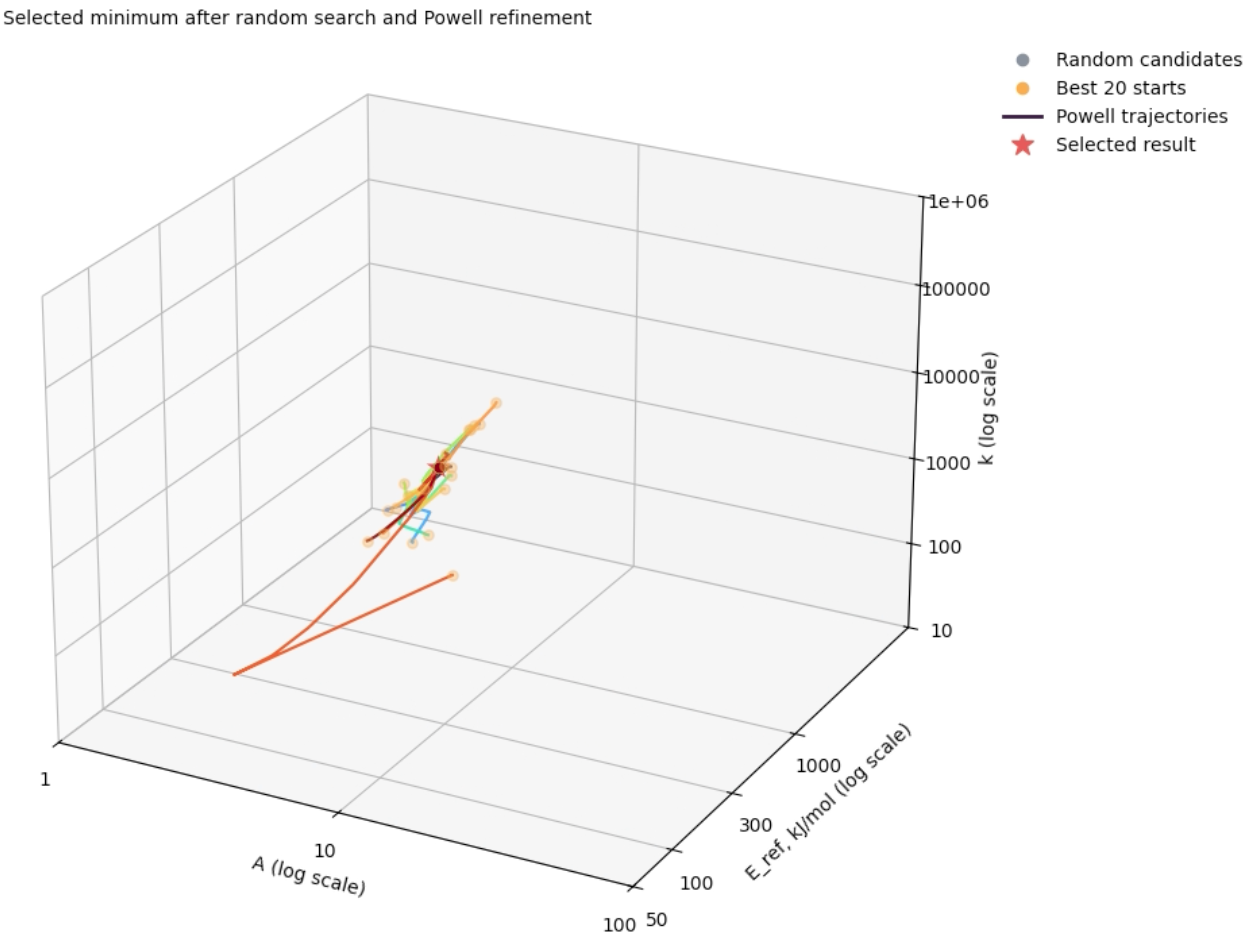 Selected minimum after random search and Powell refinement
Random candidates
Best 20 starts
Powell trajectories
Selected result
1e+06
100000
10000
1000
100
10
k (log scale)
1000
300
100
50
E_ref, kJ/mol (log scale)
1
10
100
A (log scale)